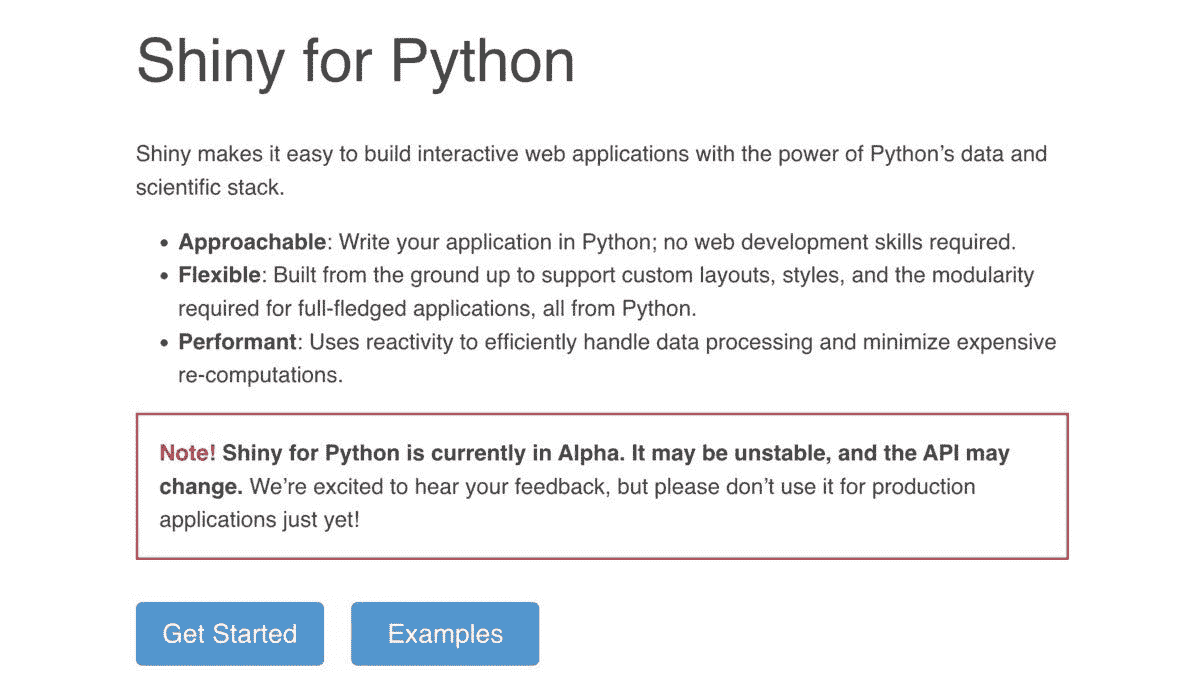 Shiny for Python
Shiny makes it easy to build interactive web applications with the power of Python’s data and
scientific stack.
• Approachable: Write your application in Python; no web development skills required.
• Flexible: Built from the ground up to support custom layouts, styles, and the modularity
required for full-fledged applications, all from Python.
• Performant: Uses reactivity to efficiently handle data processing and minimize expensive
re-computations.
Note! Shiny for Python is currently in Alpha. It may be unstable, and the API may
change. We’re excited to hear your feedback, but please don’t use it for production
applications just yet!
Get Started Examples